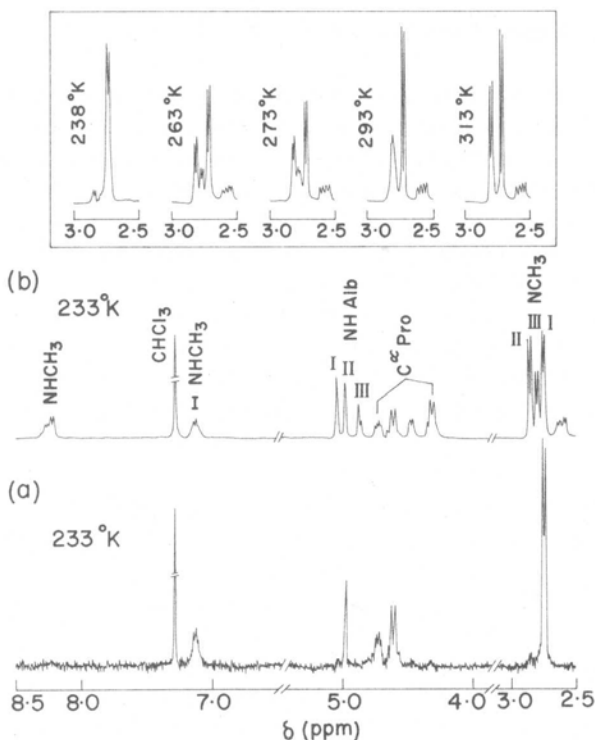 238°K
263°K
273°K
293°K
313°K
3.0 2.5 3.0 2.5 3.0 2.5 3.0 2.5 3.0 2.5
(b)
233°K
NHCH3
CHCl3
NHCH3
I
NH Aib
I II III
C∝ Pro
NCH3
II III I
(a)
233°K
8.5 8.0 7.0 5.0 4.0 3.0 2.5
δ (ppm)